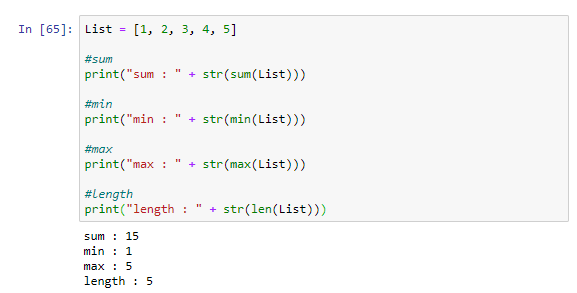 In [65]: List = [1, 2, 3, 4, 5]
#sum
print("sum : " + str(sum(List)))
#min
print("min : " + str(min(List)))
#max
print("max : " + str(max(List)))
#length
print("length : " + str(len(List)))
sum : 15
min : 1
max : 5
length : 5